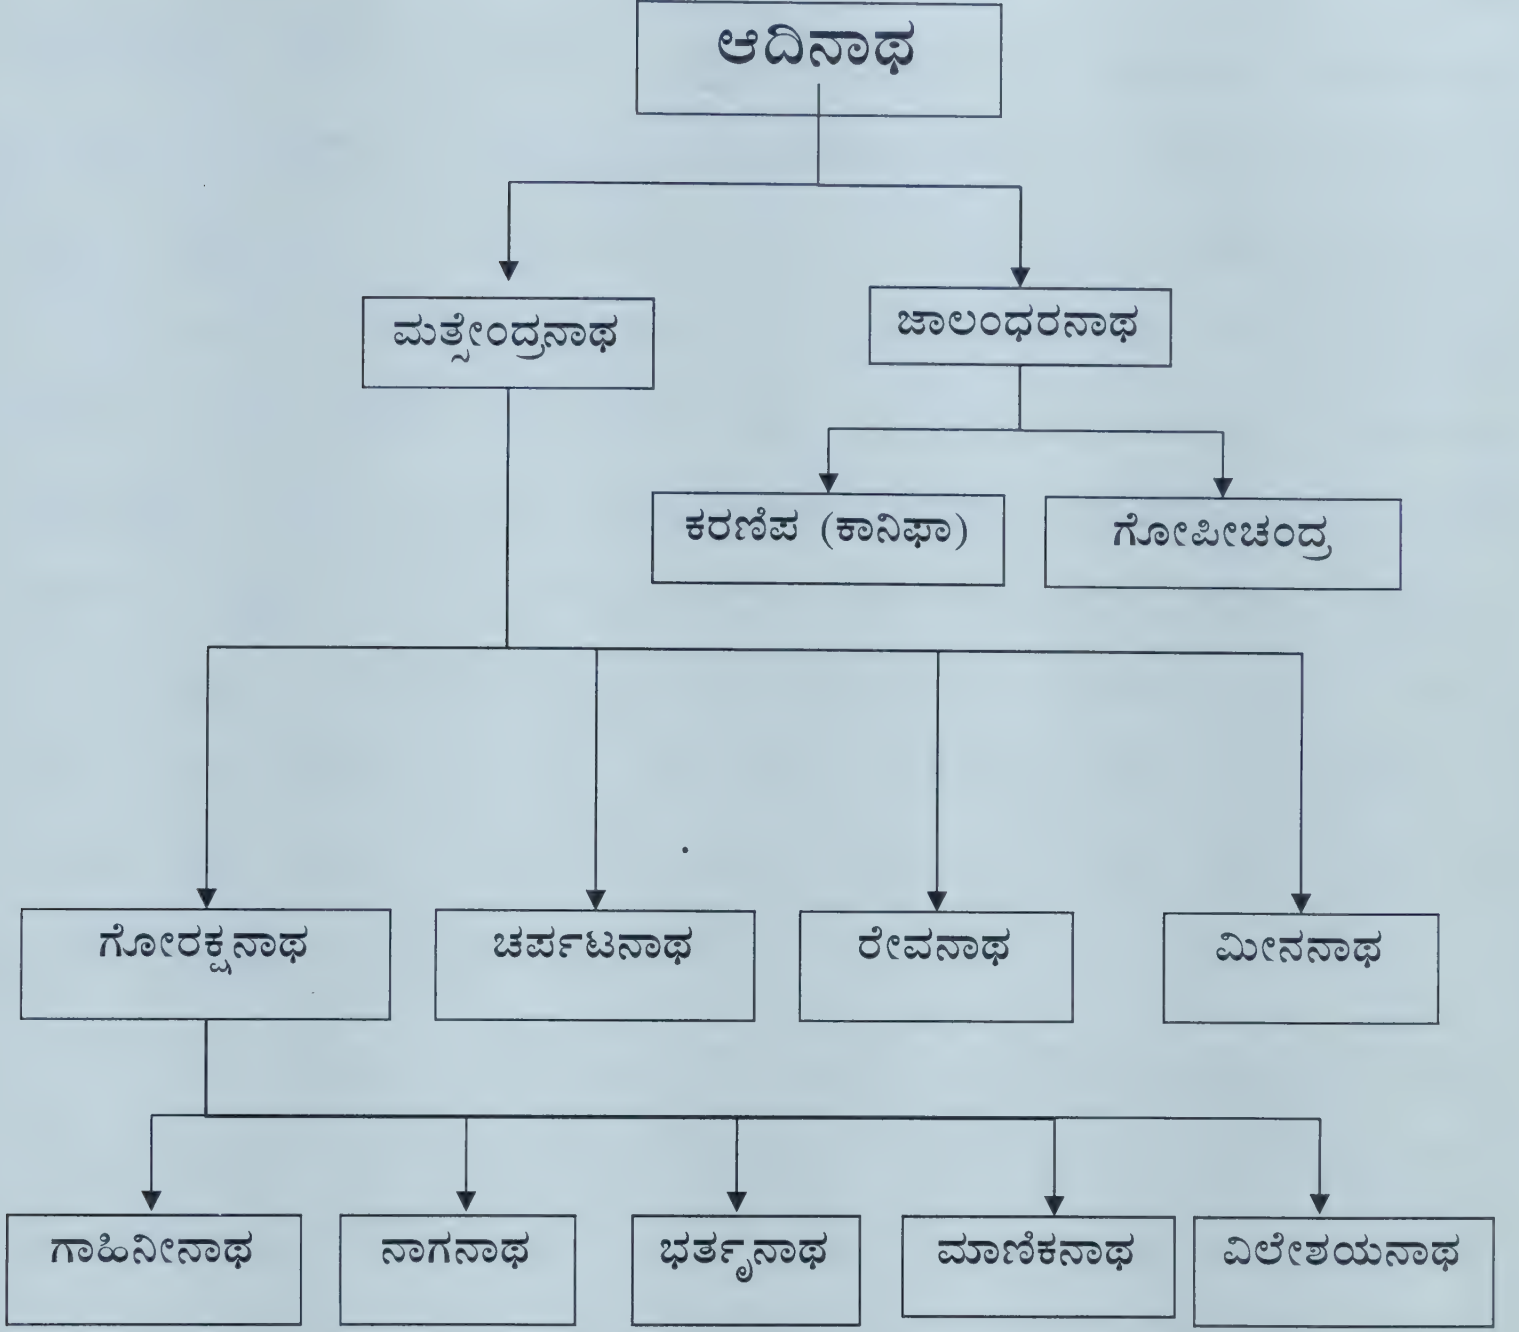 ಆದಿನಾಥ
ಮತ್ಸೇಂದ್ರನಾಥ
ಜಾಲಂಧರನಾಥ
ಕರಣಿಪ (ಕಾನಿಫಾ)
ಗೋಪೀಚಂದ್ರ
ಗೋರಕ್ಷನಾಥ
ಚರ್ಪಟನಾಥ
ರೇವನಾಥ
ಮೀನನಾಥ
ಗಾಹಿನೀನಾಥ
ನಾಗನಾಥ
ಭರ್ತೃನಾಥ
ಮಾಣಿಕನಾಥ
ವಿಲೇಶಯನಾಥ